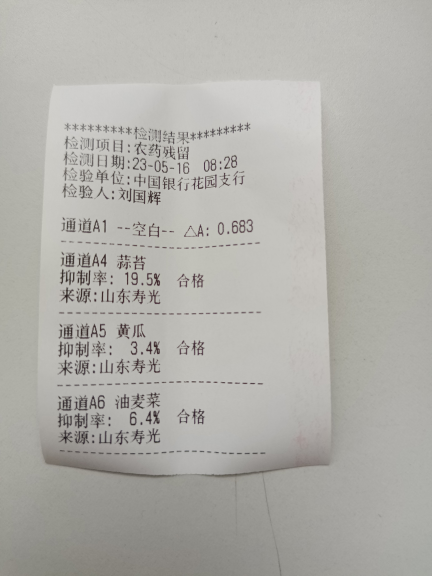 *********检测结果*********
检测项目:农药残留
检测日期:23-05-16 08:28
检验单位:中国银行花园支行
检验人:刘国辉
通道A1 --空白-- △A: 0.683
通道A4 蒜苔
抑制率: 19.5% 合格
来源:山东寿光
通道A5 黄瓜
抑制率: 3.4% 合格
来源:山东寿光
通道A6 油麦菜
抑制率: 6.4% 合格
来源:山东寿光